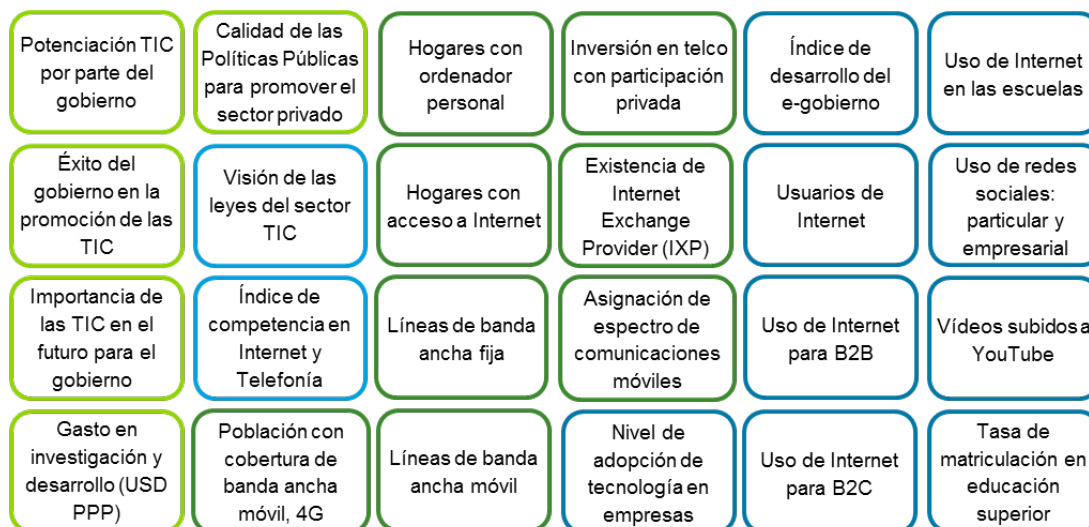 Potenciación TIC
por parte del
gobierno
Calidad de las
Políticas Públicas
para promover el
sector privado
Hogares con
ordenador
personal
Inversión en telco
con participación
privada
Índice de
desarrollo del
e-gobierno
Uso de Internet
en las escuelas
Éxito del
gobierno en la
promoción de las
TIC
Visión de las
leyes del sector
TIC
Hogares con
acceso a Internet
Existencia de
Internet
Exchange
Provider (IXP)
Usuarios de
Internet
Uso de redes
sociales:
particular y
empresarial
Importancia de
las TIC en el
futuro para el
gobierno
Índice de
competencia en
Internet y
Telefonía
Líneas de banda
ancha fija
Asignación de
espectro de
comunicaciones
móviles
Uso de Internet
para B2B
Vídeos subidos a
YouTube
Gasto en
investigación y
desarrollo (USD
PPP)
Población con
cobertura de
banda ancha
móvil, 4G
Líneas de banda
ancha móvil
Nivel de
adopción de
tecnología en
empresas
Uso de Internet
para B2C
Tasa de
matriculación en
educación
superior